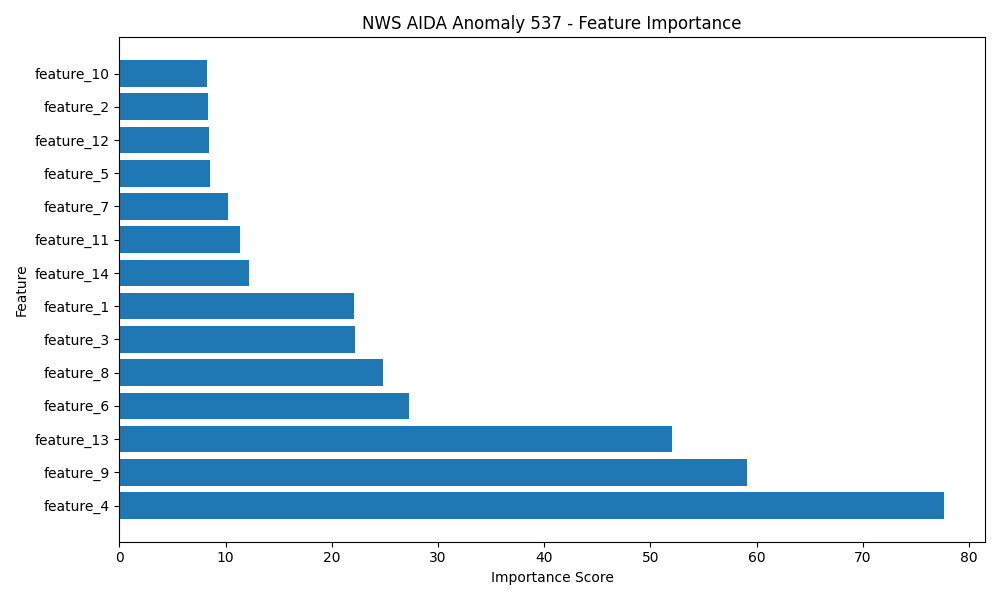 NWS AIDA Anomaly 537 - Feature Importance
feature_10
feature_2
feature_12
feature_5
feature_7
feature_11
feature_14
feature_1
feature_3
feature_8
feature_6
feature_13
feature_9
feature_4
Feature
0 10 20 30 40 50 60 70 80
Importance Score